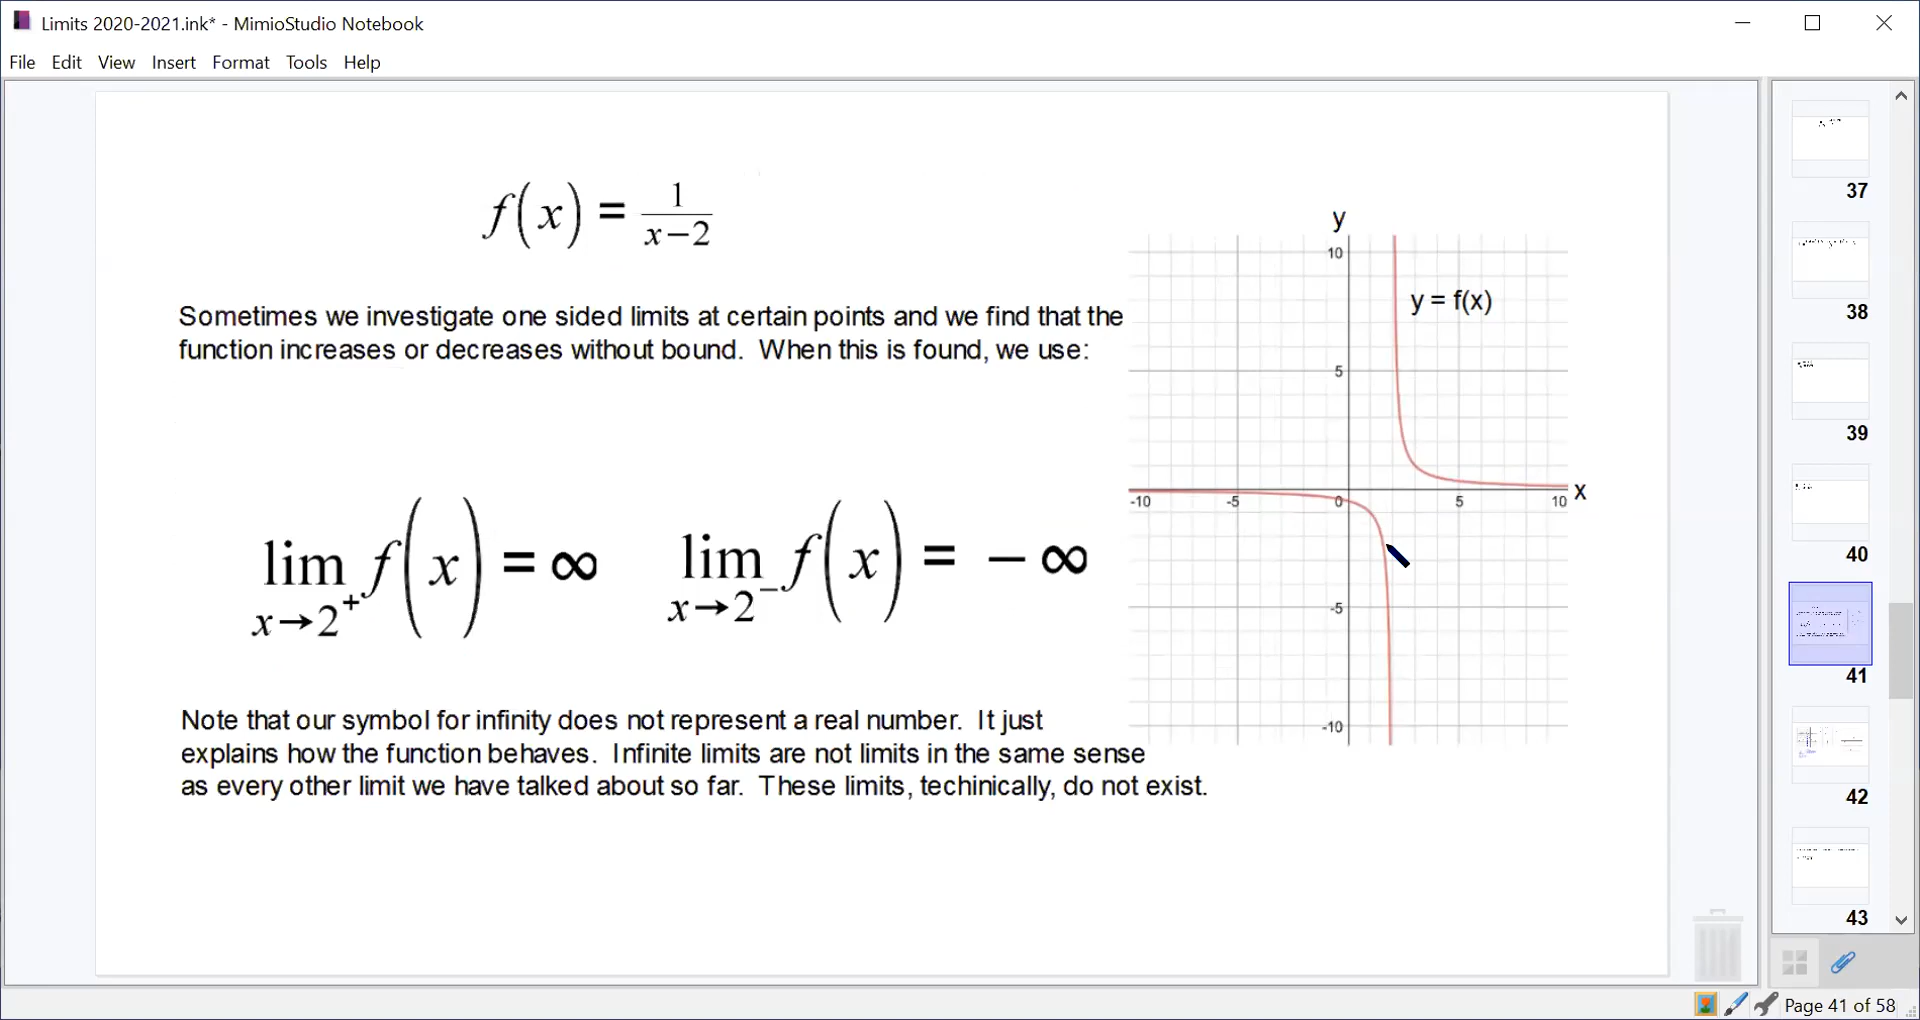 Limits 2020-2021.ink* - MimioStudio Notebook
File Edit View Insert Format Tools Help
f(x) = 1/(x−2)
Sometimes we investigate one sided limits at certain points and we find that the
function increases or decreases without bound. When this is found, we use:
lim x→2⁺ f(x) = ∞
lim x→2⁻ f(x) = − ∞
Note that our symbol for infinity does not represent a real number. It just
explains how the function behaves. Infinite limits are not limits in the same sense
as every other limit we have talked about so far. These limits, techinically, do not exist.
y
10
y = f(x)
5
-10 -5 0 5 10 x
-5
-10
37
38
39
40
41
42
43
Page 41 of 58